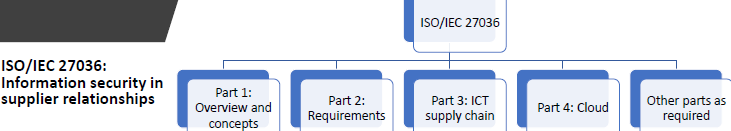 ISO/IEC 27036
ISO/IEC 27036:
Information security in
supplier relationships
Part 1:
Overview and
concepts
Part 2:
Requirements
Part 3: ICT
supply chain
Part 4: Cloud
Other parts as
required